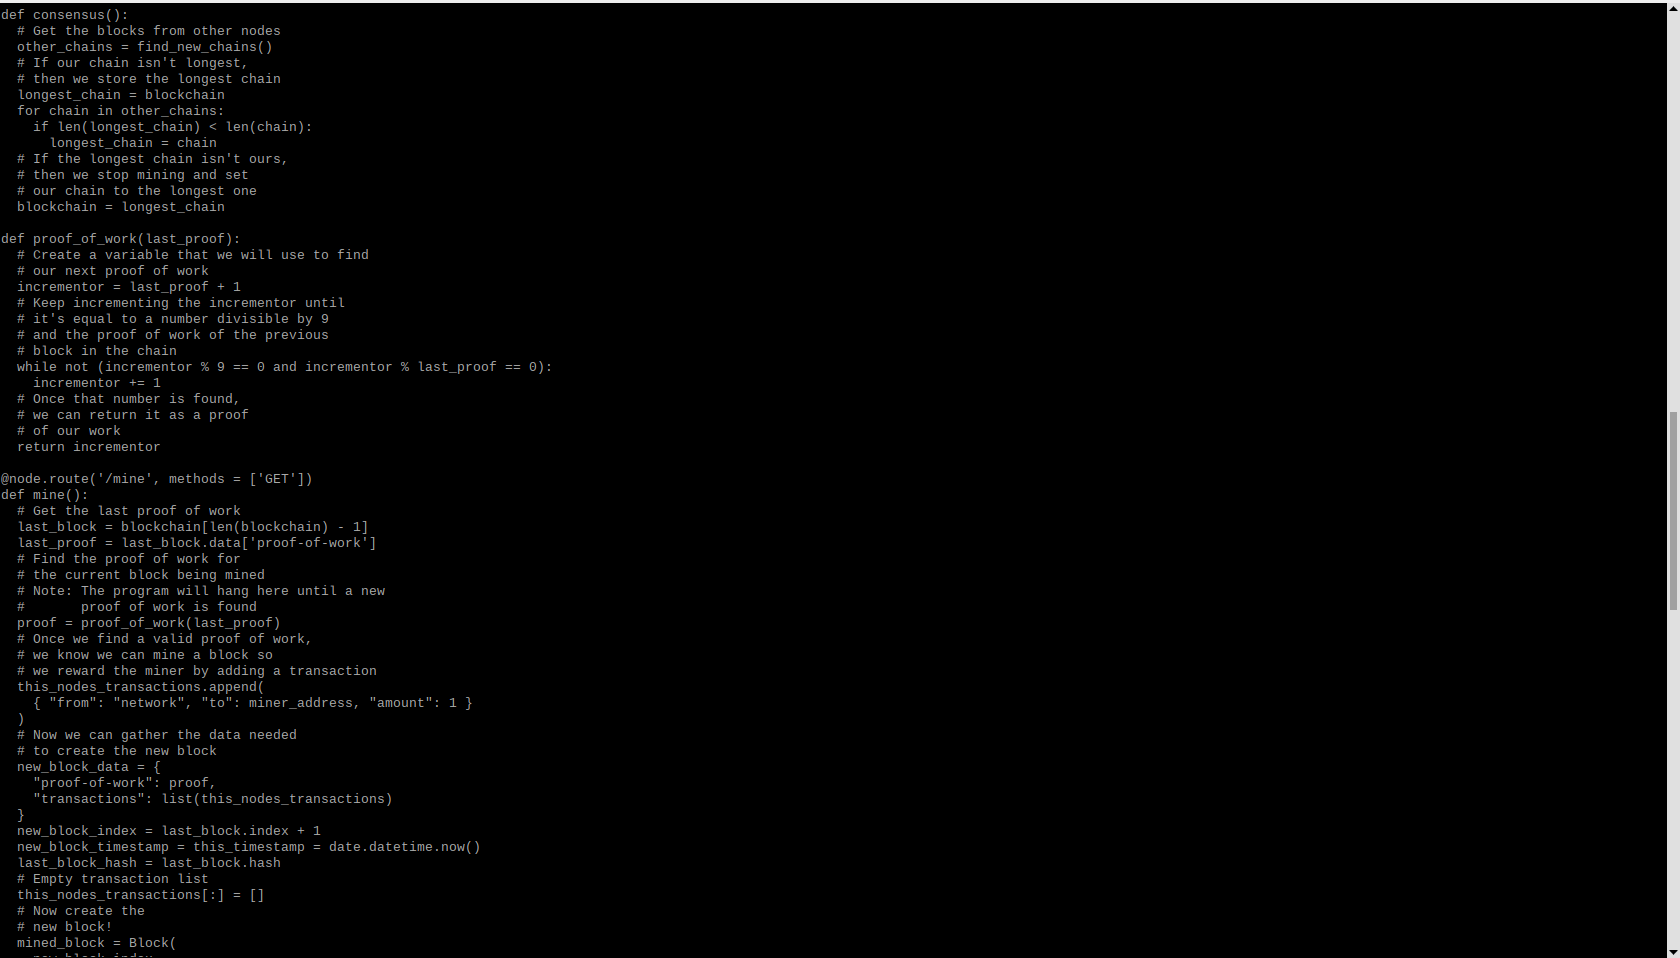 def consensus():
  # Get the blocks from other nodes
  other_chains = find_new_chains()
  # If our chain isn't longest,
  # then we store the longest chain
  longest_chain = blockchain
  for chain in other_chains:
    if len(longest_chain) < len(chain):
      longest_chain = chain
  # If the longest chain isn't ours,
  # then we stop mining and set
  # our chain to the longest one
  blockchain = longest_chain

def proof_of_work(last_proof):
  # Create a variable that we will use to find
  # our next proof of work
  incrementor = last_proof + 1
  # Keep incrementing the incrementor until
  # it's equal to a number divisible by 9
  # and the proof of work of the previous
  # block in the chain
  while not (incrementor % 9 == 0 and incrementor % last_proof == 0):
    incrementor += 1
  # Once that number is found,
  # we can return it as a proof
  # of our work
  return incrementor

@node.route('/mine', methods = ['GET'])
def mine():
  # Get the last proof of work
  last_block = blockchain[len(blockchain) - 1]
  last_proof = last_block.data['proof-of-work']
  # Find the proof of work for
  # the current block being mined
  # Note: The program will hang here until a new
  #       proof of work is found
  proof = proof_of_work(last_proof)
  # Once we find a valid proof of work,
  # we know we can mine a block so
  # we reward the miner by adding a transaction
  this_nodes_transactions.append(
    { "from": "network", "to": miner_address, "amount": 1 }
  )
  # Now we can gather the data needed
  # to create the new block
  new_block_data = {
    "proof-of-work": proof,
    "transactions": list(this_nodes_transactions)
  }
  new_block_index = last_block.index + 1
  new_block_timestamp = this_timestamp = date.datetime.now()
  last_block_hash = last_block.hash
  # Empty transaction list
  this_nodes_transactions[:] = []
  # Now create the
  # new block!
  mined_block = Block(